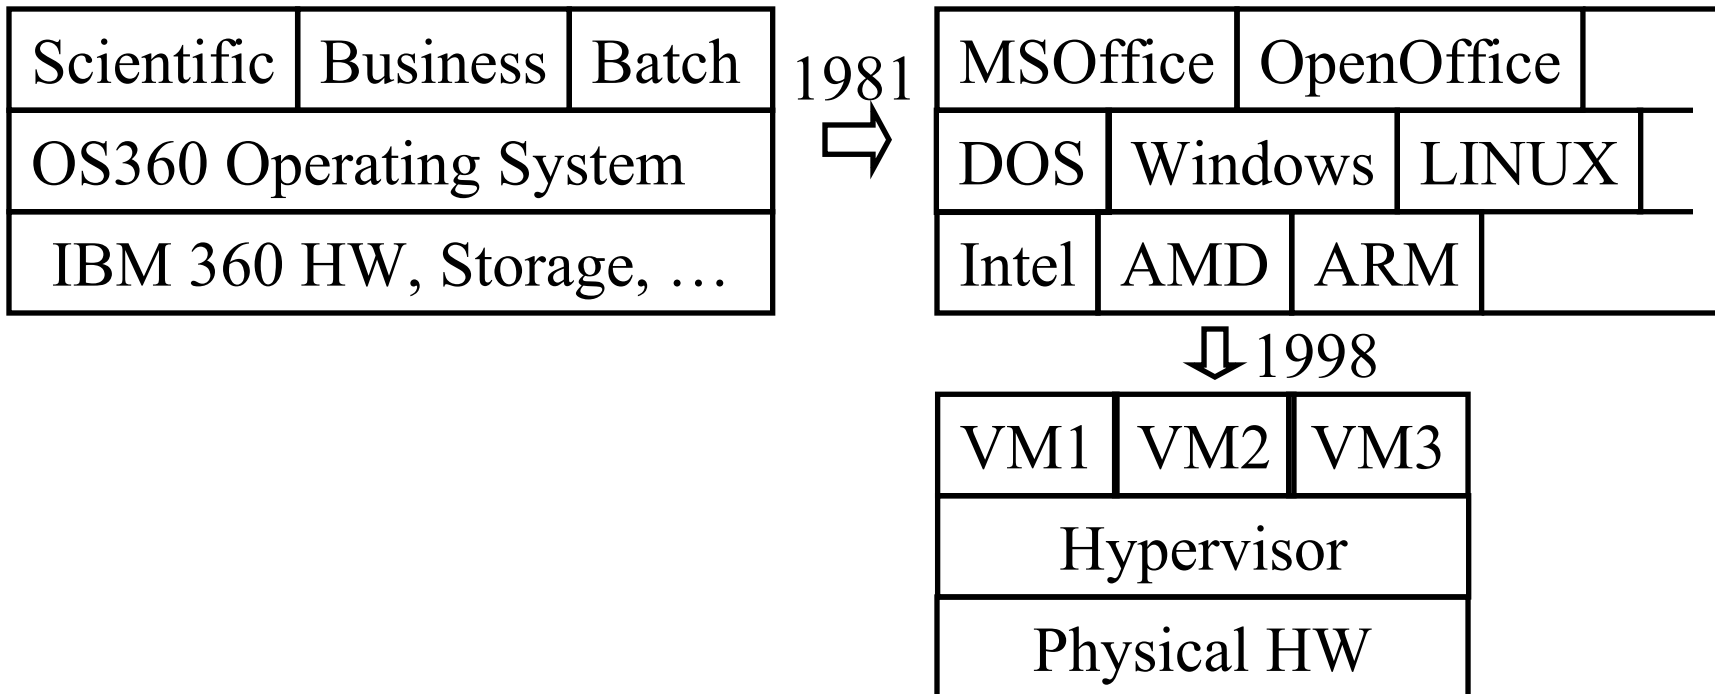 Scientific Business Batch
OS360 Operating System
IBM 360 HW, Storage, …
1981
MSOffice OpenOffice
DOS Windows LINUX
Intel AMD ARM
1998
VM1 VM2 VM3
Hypervisor
Physical HW